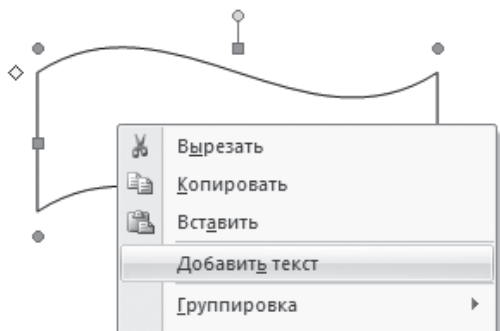 Вырезать
Копировать
Вставить
Добавить текст
Группировка